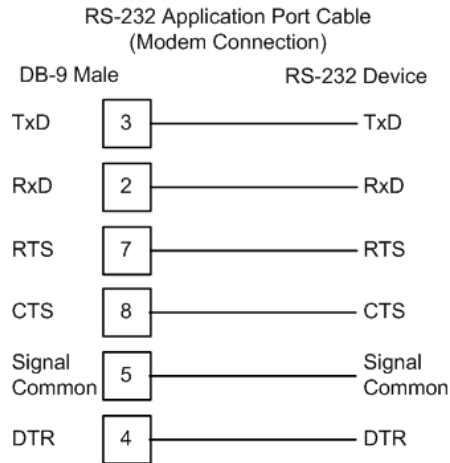 RS-232 Application Port Cable
(Modem Connection)
DB-9 Male RS-232 Device
TxD 3 TxD
RxD 2 RxD
RTS 7 RTS
CTS 8 CTS
Signal Common 5 Signal Common
DTR 4 DTR